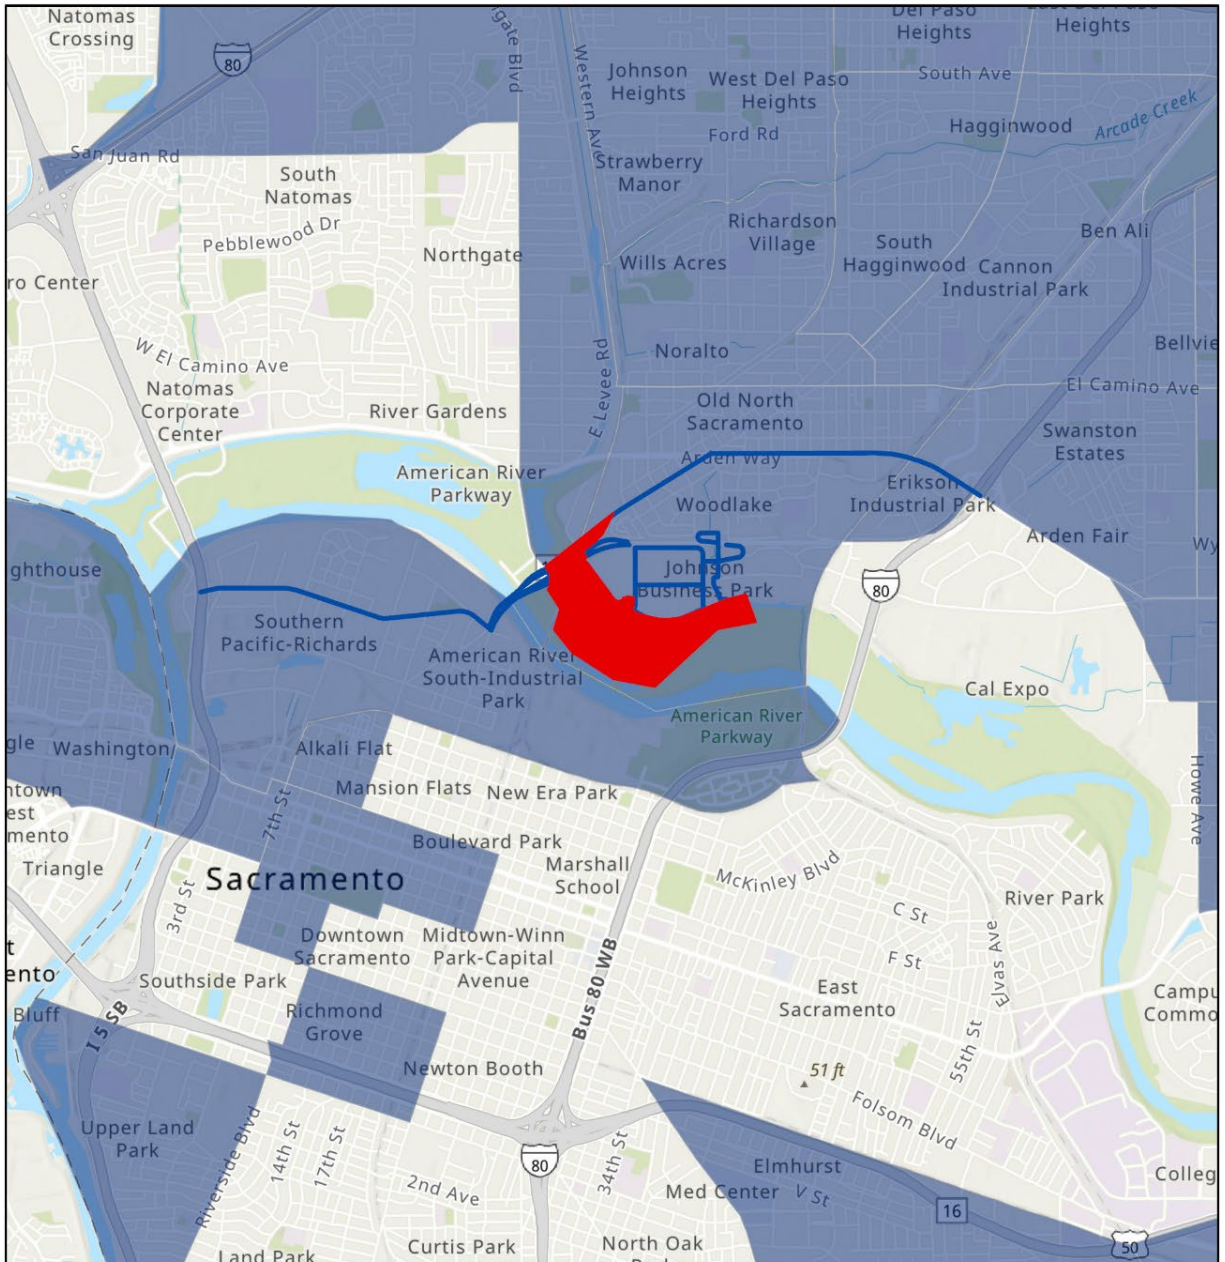 Natomas
Crossing
80
San Juan Rd
South
Natomas
Pebblewood Dr
Northgate
ro Center
W El Camino Ave
Natomas
Corporate
Center
River Gardens
American River
Parkway
gate Blvd
Western Ave
Johnson
Heights
West Del Paso
Heights
Del Paso
Heights
East Del Paso
Heights
South Ave
Ford Rd
Hagginwood
Arcade Creek
Strawberry
Manor
Richardson
Village
Wills Acres
South
Hagginwood
Cannon
Industrial Park
Ben Ali
Bellvie
Noralto
E Levee Rd
El Camino Ave
Old North
Sacramento
Swanston
Estates
Arden Way
Woodlake
Erikson
Industrial Park
Arden Fair
Wy
Johnson
Business Park
80
ghthouse
Southern
Pacific-Richards
American River
South-Industrial
Park
Cal Expo
American River
Parkway
gle
Washington
Alkali Flat
Mansion Flats
New Era Park
ntown
est
mento
Triangle
7th St
Boulevard Park
Marshall
School
McKinley Blvd
Howe Ave
River Park
Sacramento
3rd St
C St
F St
Elvas Ave
Downtown
Sacramento
Midtown-Winn
Park-Capital
Avenue
Bus 80 WB
t
ento
Bluff
I 5 SB
Southside Park
Richmond
Grove
East
Sacramento
Campu
Commo
Newton Booth
51 ft
55th St
Folsom Blvd
Upper Land
Park
Riverside Blvd
14th St
17th St
80
34th St
2nd Ave
Elmhurst
Med Center
V St
16
Colleg
50
Land Park
Curtis Park
North Oak